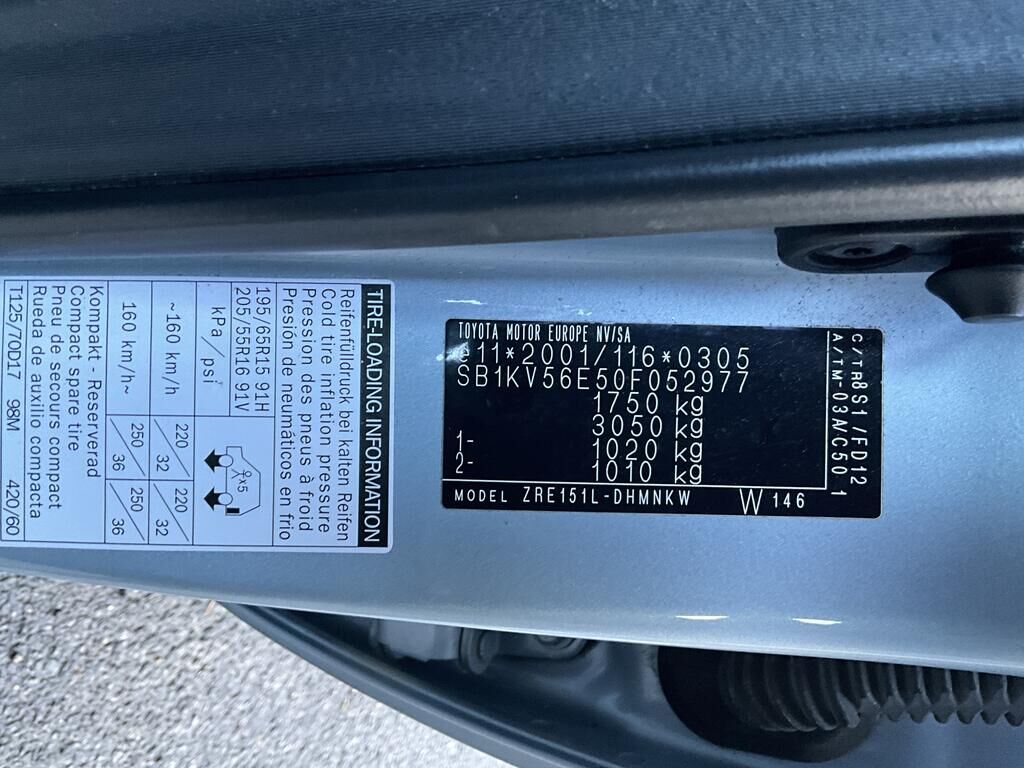 TIRE-LOADING INFORMATION
Reifenfülldruck bei kalten Reifen
Cold tire inflation pressure
Pression des pneus à froid
Presión de neumáticos en frio
195/65R15 91H
205/55R16 91V
kPa/psi
x5
~160 km/h
220/32
220/32
160 km/h~
250/36
250/36
Kompakt - Reserverad
Compact spare tire
Pneu de secours compact
Rueda de auxilio compacta
T125/70D17 98M 420/60
TOYOTA MOTOR EUROPE NV/SA
e11*2001/116*0305
SB1KV56E50F052977
1750 kg
3050 kg
1- 1020 kg
2- 1010 kg
MODEL ZRE151L-DHMNKW W 146
C/TR 8S1 /FD12
A/TM-03A/C50 1